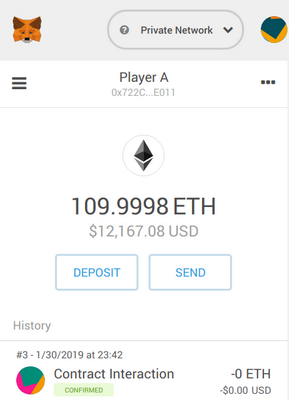 Private Network
Player A
0x722C...E011
109.9998 ETH
$12,167.08 USD
DEPOSIT
SEND
History
#3 - 1/30/2019 at 23:42
Contract Interaction
-0 ETH
CONFIRMED
-$0.00 USD